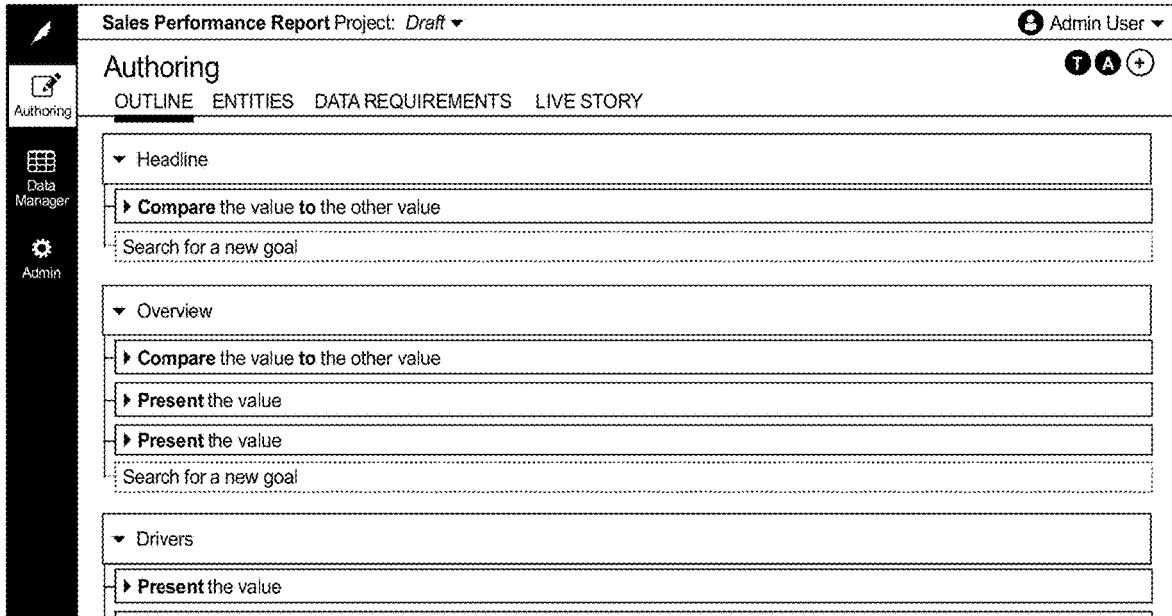 Sales Performance Report Project: Draft
Admin User
Authoring
T A +
OUTLINE ENTITIES DATA REQUIREMENTS LIVE STORY
Authoring
Data
Manager
Admin
Headline
Compare the value to the other value
Search for a new goal
Overview
Compare the value to the other value
Present the value
Present the value
Search for a new goal
Drivers
Present the value